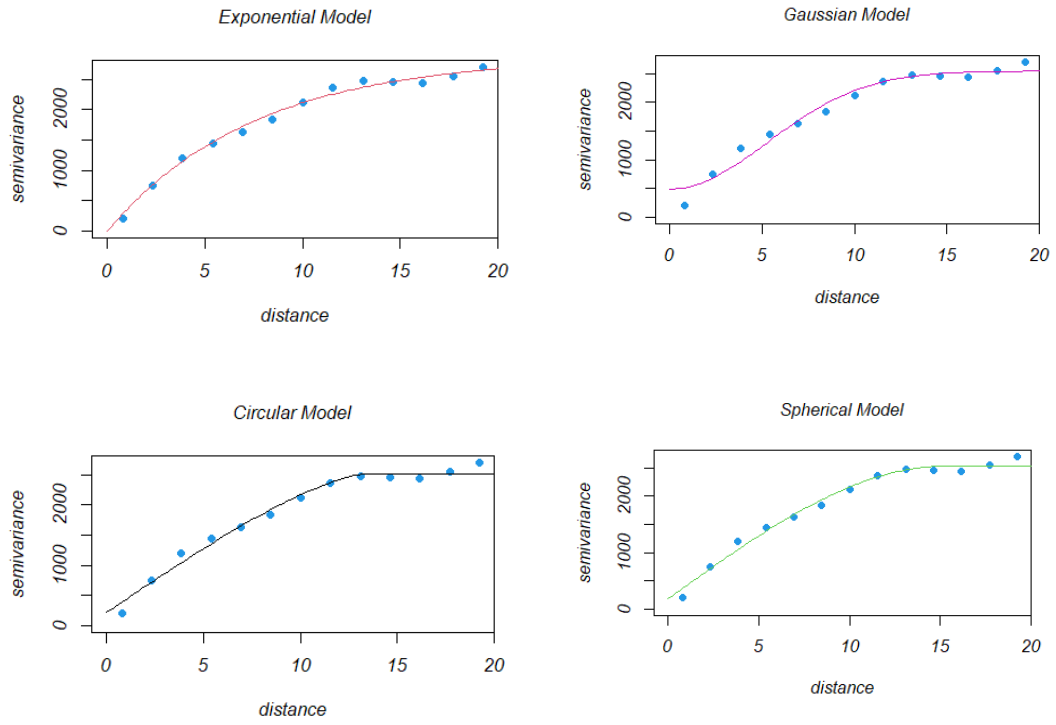 Exponential Model
semivariance
2000
1000
0
0 5 10 15 20
distance
Gaussian Model
semivariance
2000
1000
0
0 5 10 15 20
distance
Circular Model
semivariance
2000
1000
0
0 5 10 15 20
distance
Spherical Model
semivariance
2000
1000
0
0 5 10 15 20
distance